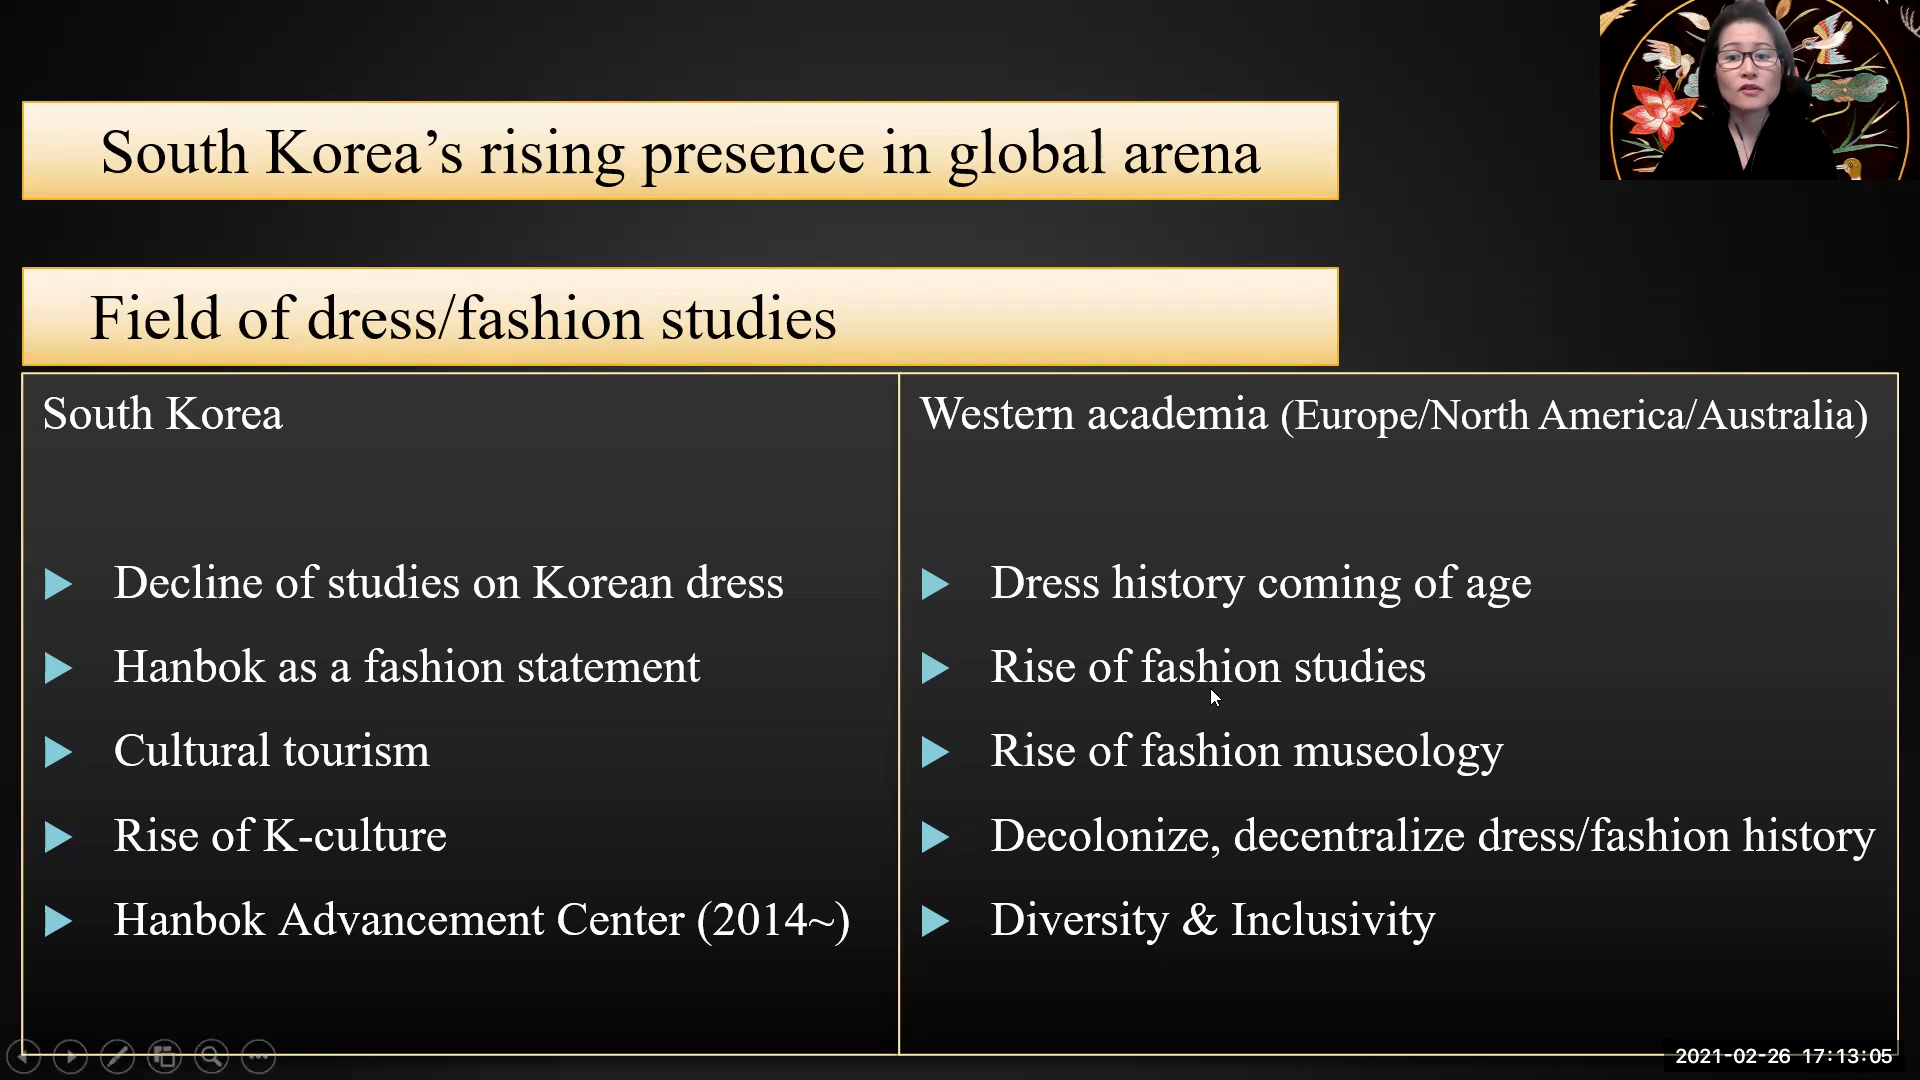 South Korea’s rising presence in global arena
Field of dress/fashion studies
South Korea
Decline of studies on Korean dress
Hanbok as a fashion statement
Cultural tourism
Rise of K-culture
Hanbok Advancement Center (2014~)
Western academia (Europe/North America/Australia)
Dress history coming of age
Rise of fashion studies
Rise of fashion museology
Decolonize, decentralize dress/fashion history
Diversity & Inclusivity
2021-02-26 17:13:05